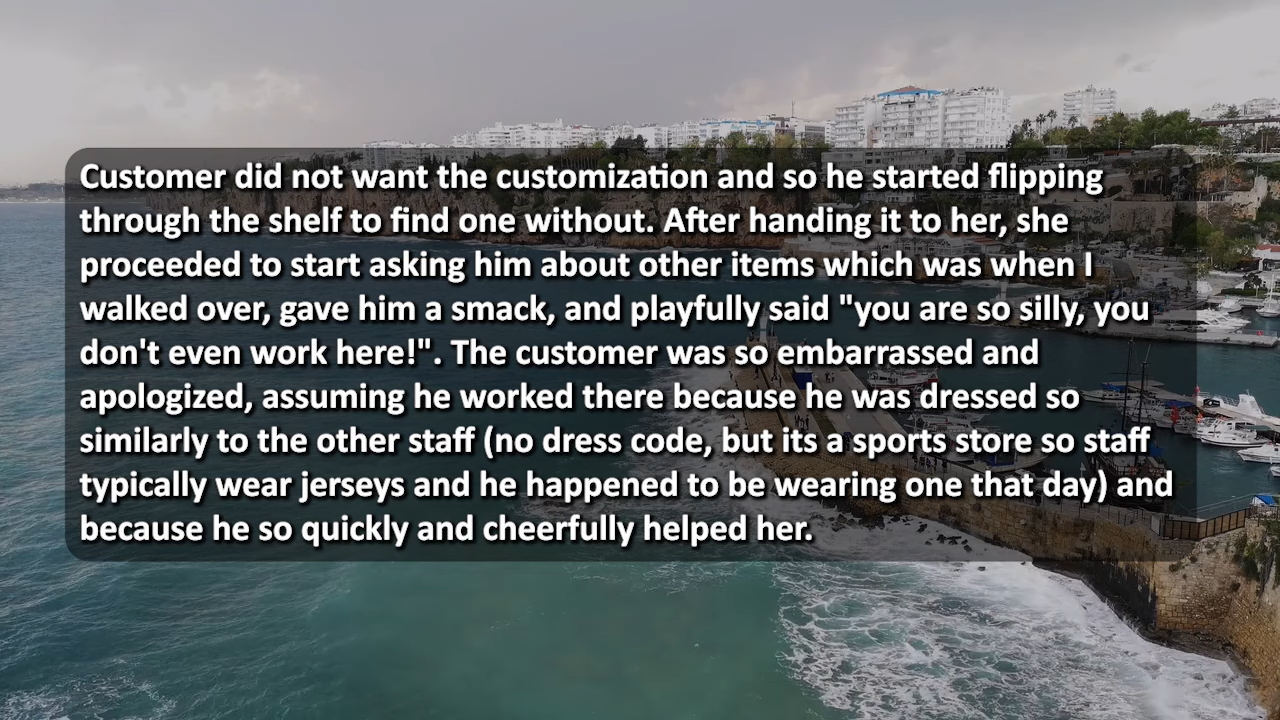 Customer did not want the customization and so he started flipping
through the shelf to find one without. After handing it to her, she
proceeded to start asking him about other items which was when I
walked over, gave him a smack, and playfully said "you are so silly, you
don't even work here!". The customer was so embarrassed and
apologized, assuming he worked there because he was dressed so
similarly to the other staff (no dress code, but its a sports store so staff
typically wear jerseys and he happened to be wearing one that day) and
because he so quickly and cheerfully helped her.